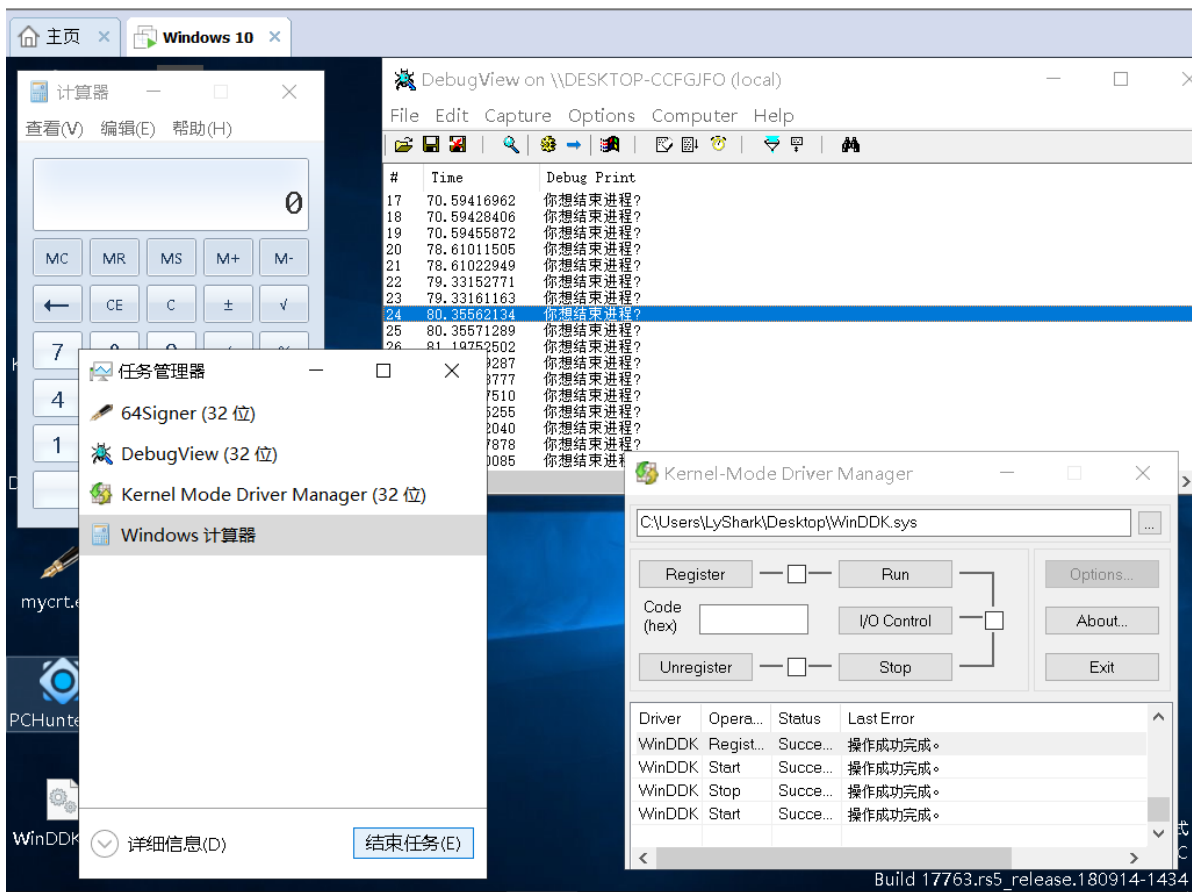 主页
Windows 10
计算器
查看(V) 编辑(E) 帮助(H)
0
MC MR MS M+ M-
← CE C ± √
7
4
1
DebugView on \\DESKTOP-CCFGJFO (local)
File Edit Capture Options Computer Help
# Time Debug Print
17 70.59416962 你想结束进程?
18 70.59428406 你想结束进程?
19 70.59455872 你想结束进程?
20 78.61011505 你想结束进程?
21 78.61022949 你想结束进程?
22 79.33152771 你想结束进程?
23 79.33161163 你想结束进程?
24 80.35562134 你想结束进程?
25 80.35571289 你想结束进程?
26 81.19752502 你想结束进程?
9287 你想结束进程?
3777 你想结束进程?
7510 你想结束进程?
5255 你想结束进程?
2040 你想结束进程?
7878 你想结束进程?
0085 你想结束进
任务管理器
64Signer (32 位)
DebugView (32 位)
Kernel Mode Driver Manager (32 位)
Windows 计算器
详细信息(D)
结束任务(E)
Kernel-Mode Driver Manager
C:\Users\LyShark\Desktop\WinDDK.sys
...
Register Run Options...
Code (hex) I/O Control About...
Unregister Stop Exit
Driver Opera... Status Last Error
WinDDK Regist... Succe... 操作成功完成。
WinDDK Start Succe... 操作成功完成。
WinDDK Stop Succe... 操作成功完成。
WinDDK Start Succe... 操作成功完成。
mycrt.e
PCHunte
WinDDK
式
C
Build 17763.rs5_release.180914-1434